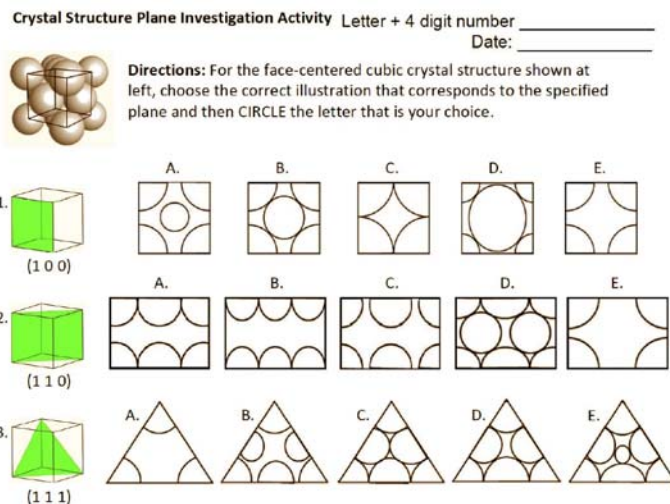 Crystal Structure Plane Investigation Activity Letter + 4 digit number
Date:
Directions: For the face-centered cubic crystal structure shown at
left, choose the correct illustration that corresponds to the specified
plane and then CIRCLE the letter that is your choice.
A. B. C. D. E.
1.
(1 0 0)
A. B. C. D. E.
2.
(1 1 0)
A. B. C. D. E.
3.
(1 1 1)